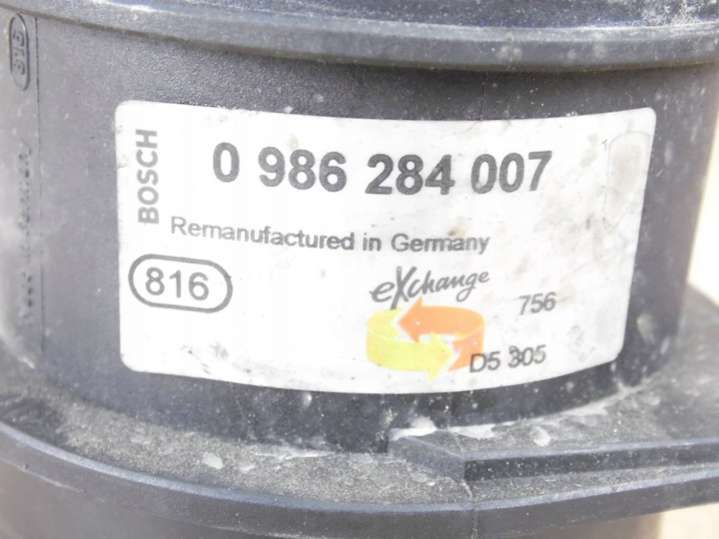 BOSCH
0 986 284 007
Remanufactured in Germany
816
eXchange
756
D5 305